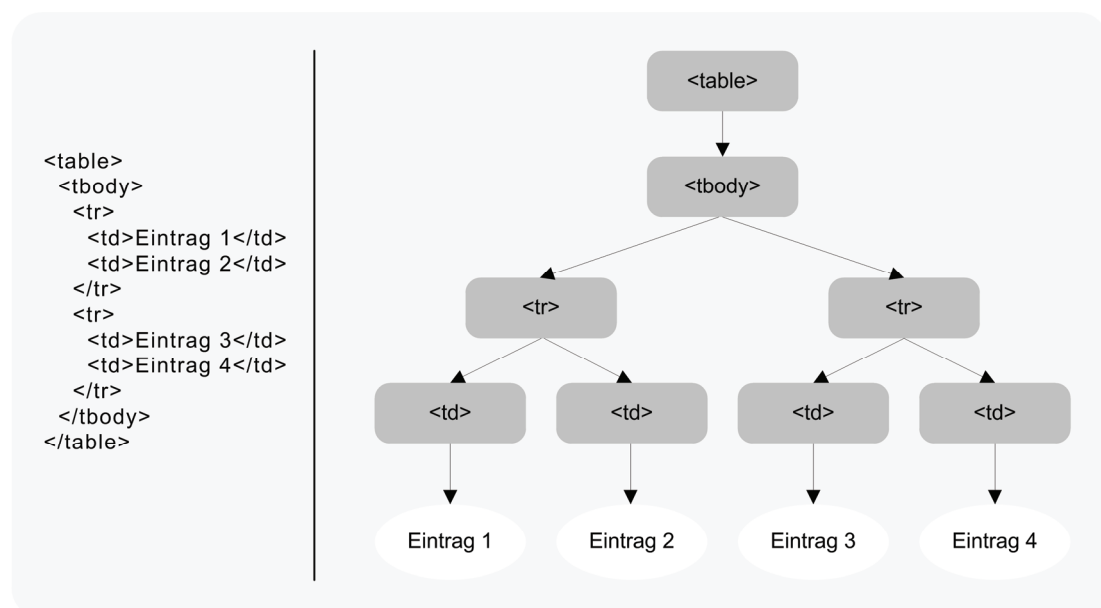 <table>
<tbody>
<tr>
<td>Eintrag 1</td>
<td>Eintrag 2</td>
</tr>
<tr>
<td>Eintrag 3</td>
<td>Eintrag 4</td>
</tr>
</tbody>
</table>
<table>
<tbody>
<tr> <tr>
<td> <td> <td> <td>
Eintrag 1 Eintrag 2 Eintrag 3 Eintrag 4